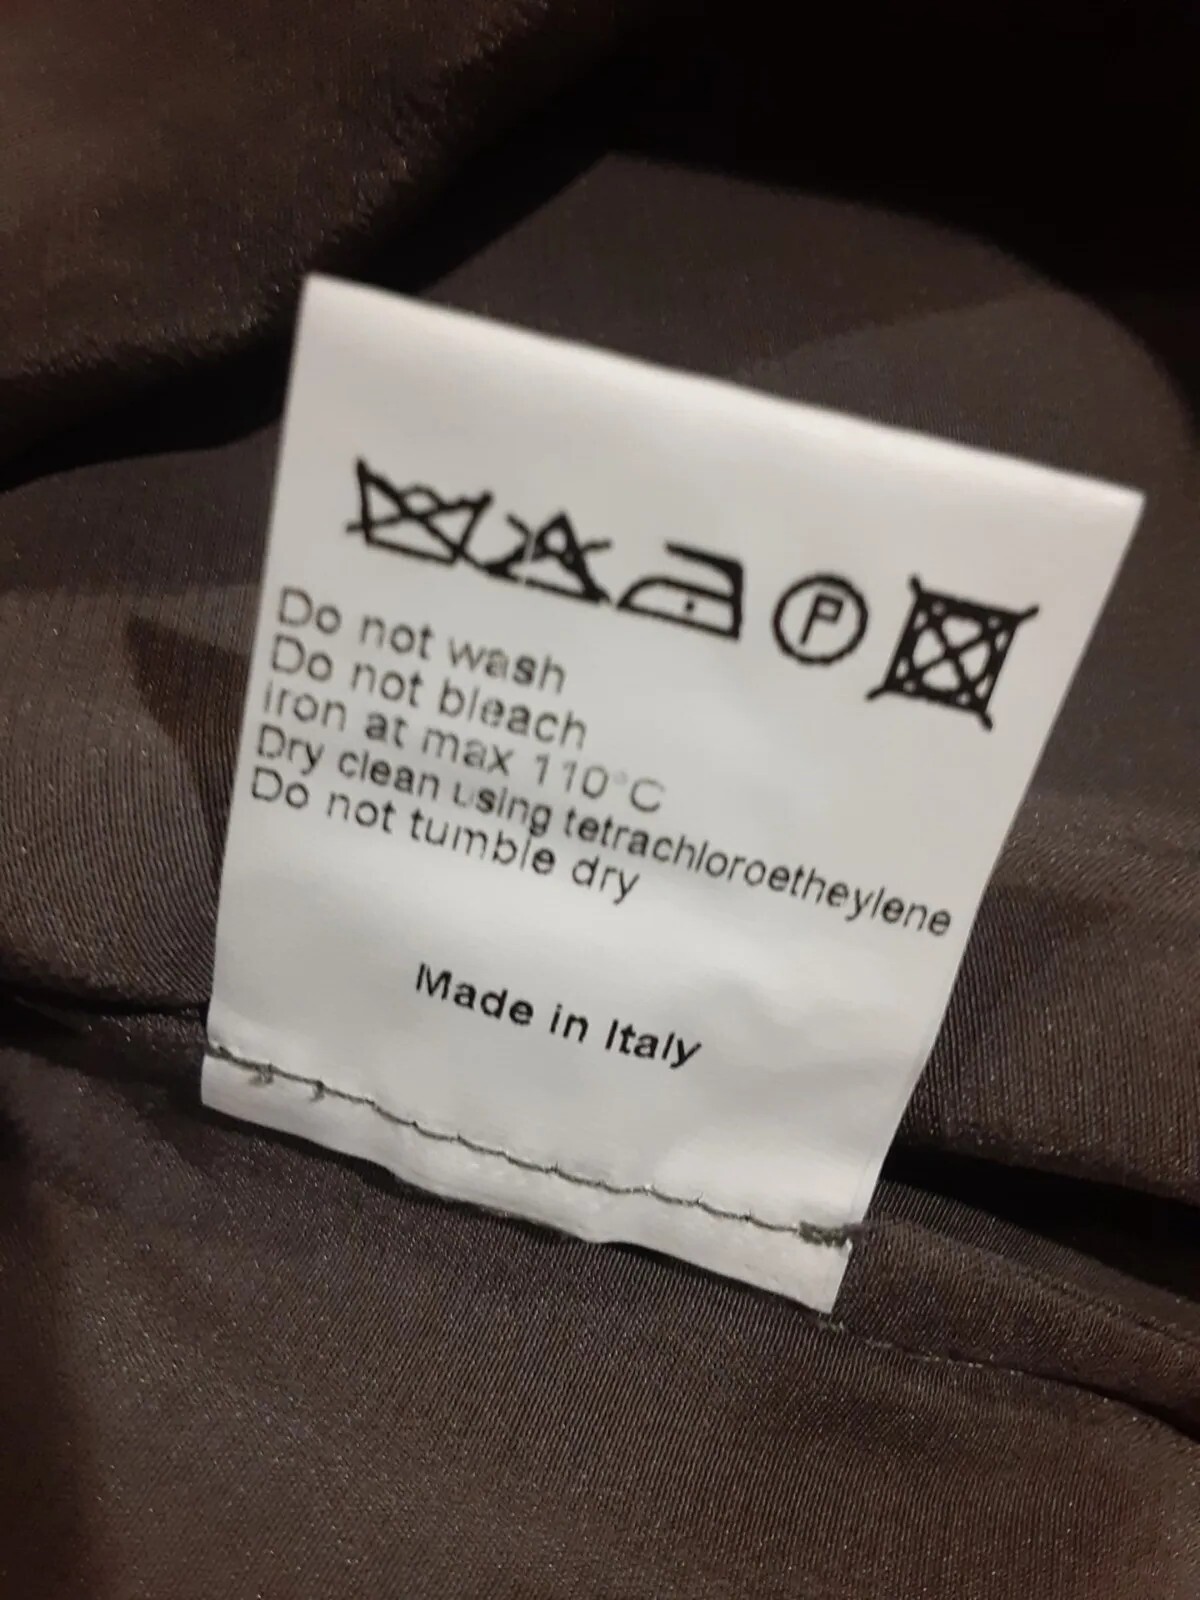 P
Do not wash
Do not bleach
iron at max 110°C
Dry clean using tetrachloroetheylene
Do not tumble dry
Made in Italy